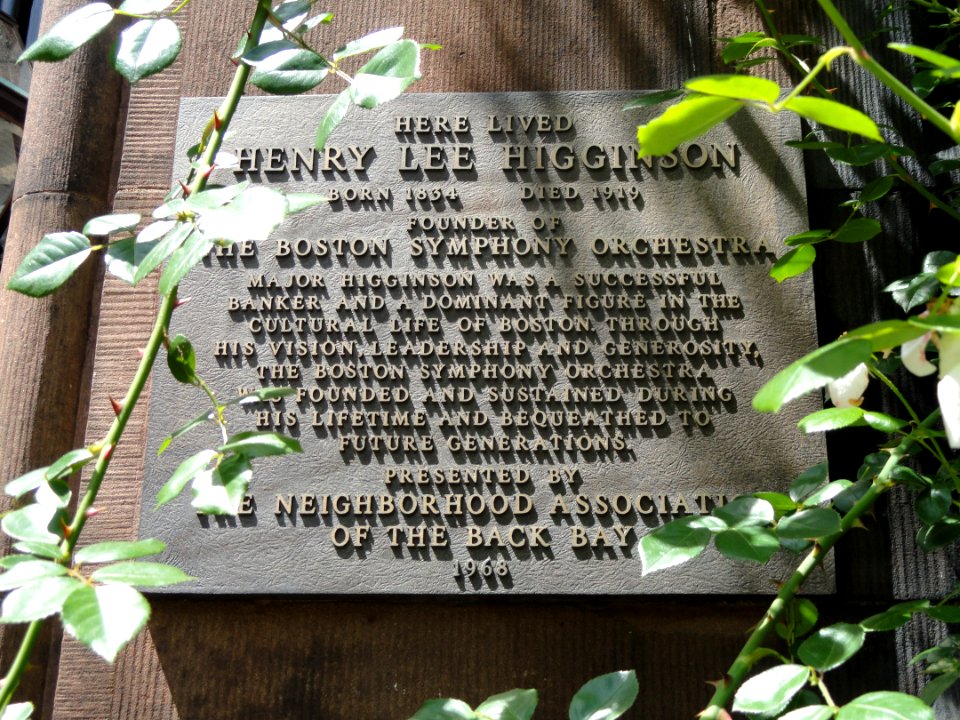 HERE LIVED
HENRY LEE HIGGINSON
BORN 1834 DIED 1919
FOUNDER OF
THE BOSTON SYMPHONY ORCHESTRA
MAJOR HIGGINSON WAS A SUCCESSFUL
BANKER AND A DOMINANT FIGURE IN THE
CULTURAL LIFE OF BOSTON. THROUGH
HIS VISION, LEADERSHIP AND GENEROSITY,
THE BOSTON SYMPHONY ORCHESTRA
FOUNDED AND SUSTAINED DURING
HIS LIFETIME AND BEQUEATHED TO
FUTURE GENERATIONS.
PRESENTED BY
THE NEIGHBORHOOD ASSOCIATION
OF THE BACK BAY
1968